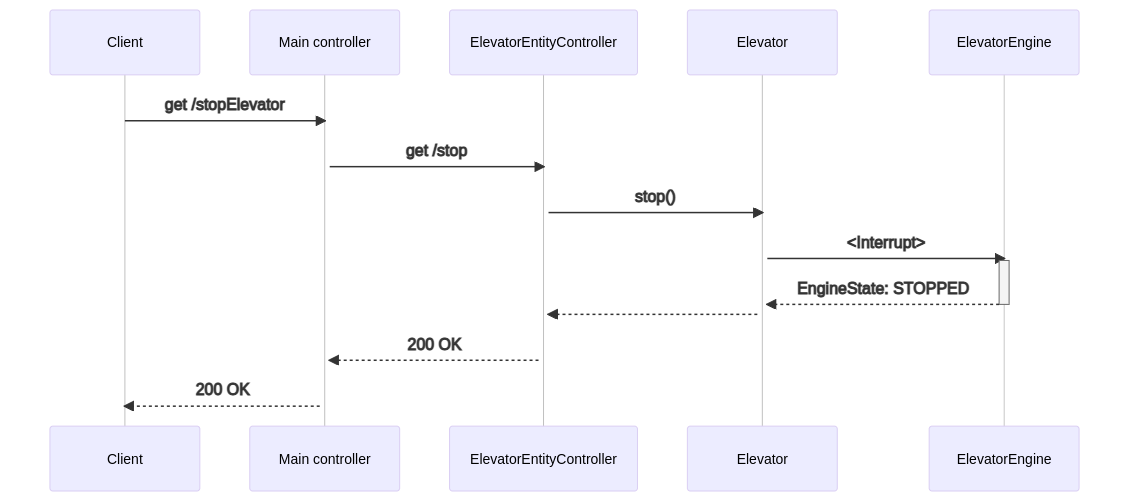 Client
Main controller
ElevatorEntityController
Elevator
ElevatorEngine
get /stopElevator
get /stop
stop()
<Interrupt>
EngineState: STOPPED
200 OK
200 OK
Client
Main controller
ElevatorEntityController
Elevator
ElevatorEngine